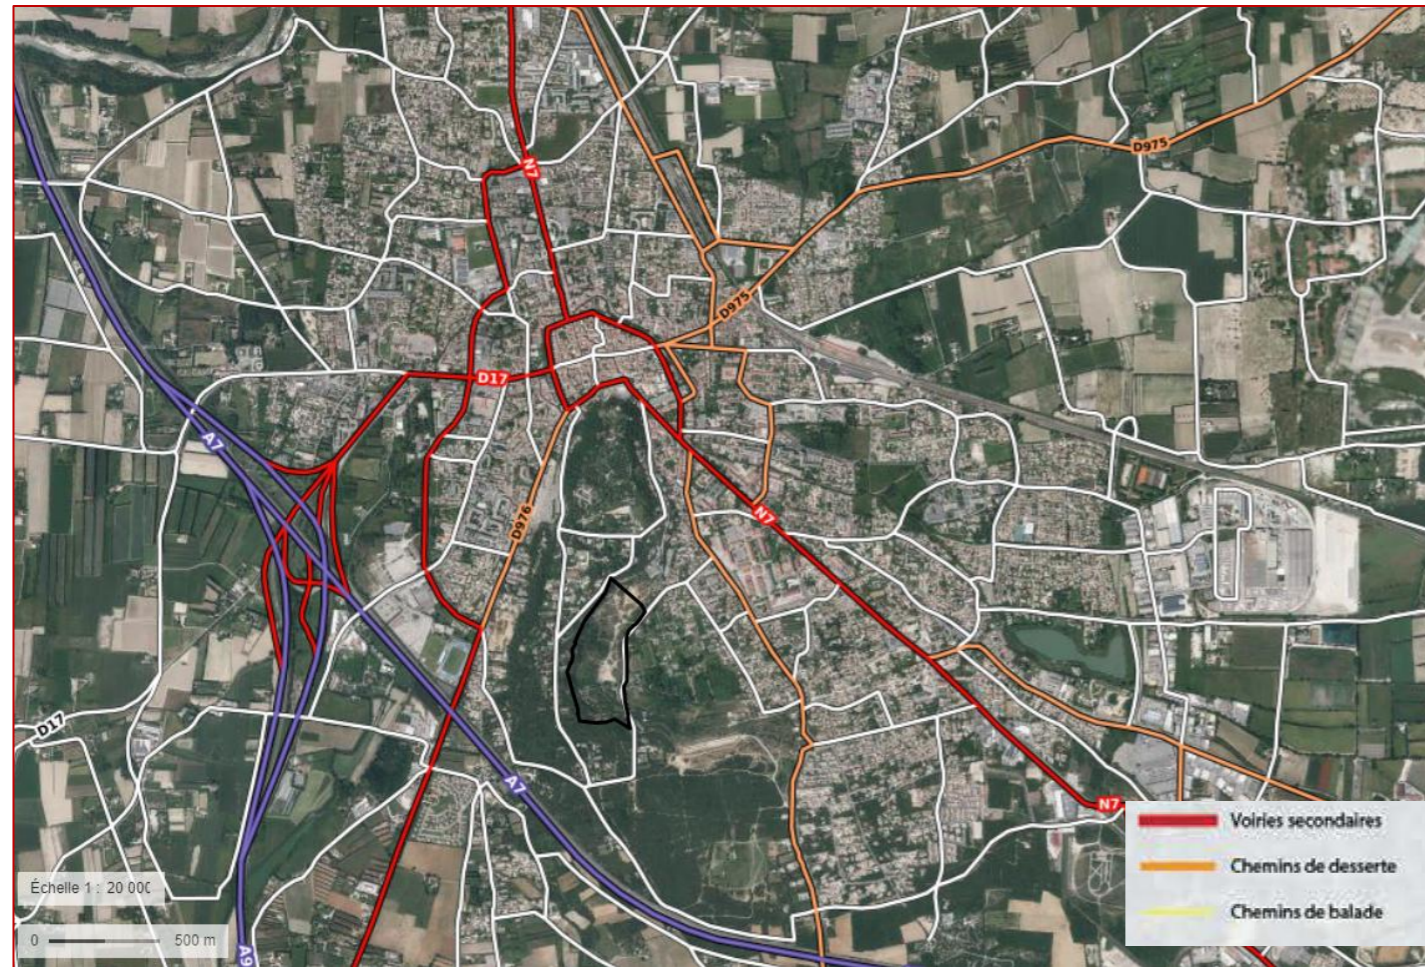 N7
D975
D975
D17
A7
D976
N7
D17
A7
N7
Voiries secondaires
Chemins de desserte
Chemins de balade
Échelle 1 : 20 000
0 500 m
A9